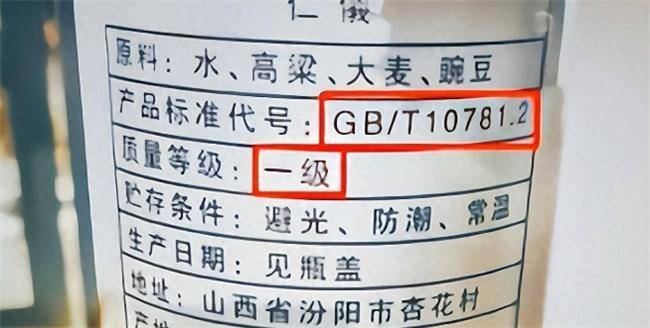 仁儀
原料：水、高粱、大麦、豌豆
产品标准代号：GB/T10781.2
质量等级：一级
贮存条件：避光、防潮、常温
生产日期：见瓶盖
地址：山西省汾阳市杏花村